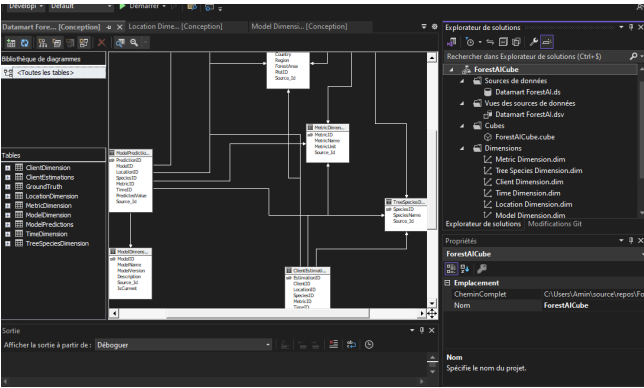 Développ
Default
Démarrer
Datamart Fore... [Conception]
Location Dime... [Conception]
Model Dimensi... [Conception]
Bibliothèque de diagrammes
<Toutes les tables>
Tables
ClientDimension
ClientEstimations
GroundTruth
LocationDimension
MetricDimension
ModelDimension
ModelPredictions
TimeDimension
TreeSpeciesDimension
Country
Region
ForestArea
PlotID
Source_Id
MetricDimen...
MetricID
MetricName
MetricUnit
Source_Id
ModelPredictio...
PredictionID
ModelID
LocationID
SpeciesID
MetricID
TimeID
PredictedValue
Source_Id
TreeSpeciesD...
SpeciesID
SpeciesName
Source_Id
ModelDimens...
ModelID
ModelName
ModelVersion
Description
Source_Id
IsCurrent
ClientEstimati...
EstimationID
ClientID
LocationID
SpeciesID
MetricID
TimeID
Sortie
Afficher la sortie à partir de :
Déboguer
Explorateur de solutions
Rechercher dans Explorateur de solutions (Ctrl+$)
ForestAICube
Sources de données
Datamart ForestAI.ds
Vues des sources de données
Datamart ForestAI.dsv
Cubes
ForestAICube.cube
Dimensions
Metric Dimension.dim
Tree Species Dimension.dim
Client Dimension.dim
Time Dimension.dim
Location Dimension.dim
Model Dimension.dim
Explorateur de solutions
Modifications Git
Propriétés
ForestAICube
Emplacement
CheminComplet
C:\Users\Amin\source\repos\Fo
Nom
ForestAICube
Nom
Spécifie le nom du projet.